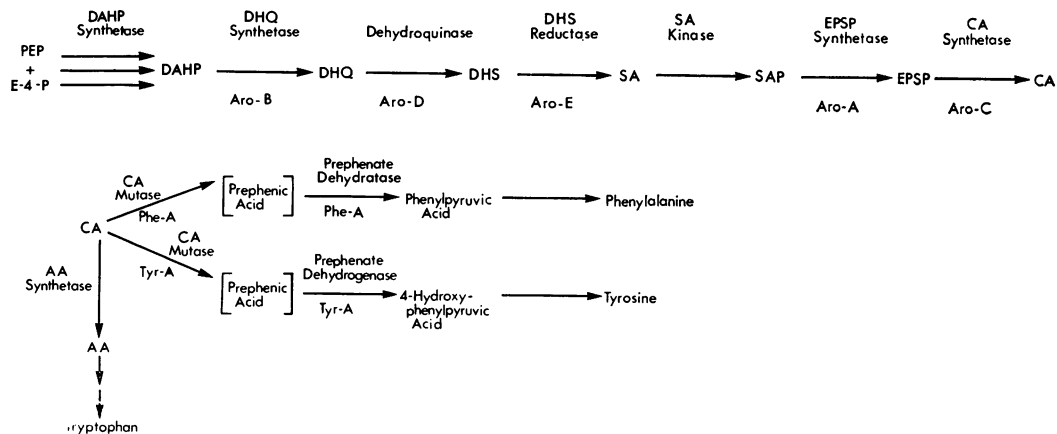 DAHP
Synthetase
DHQ
Synthetase
Dehydroquinase
DHS
Reductase
SA
Kinase
EPSP
Synthetase
CA
Synthetase
PEP
+
E-4-P
DAHP
DHQ
DHS
SA
SAP
EPSP
CA
Aro-B
Aro-D
Aro-E
Aro-A
Aro-C
CA
Mutase
Phe-A
[Prephenic
Acid]
Prephenate
Dehydratase
Phe-A
Phenylpyruvic
Acid
Phenylalanine
CA
CA
Mutase
Tyr-A
[Prephenic
Acid]
Prephenate
Dehydrogenase
Tyr-A
4-Hydroxy-
phenylpyruvic
Acid
Tyrosine
AA
Synthetase
AA
Tryptophan